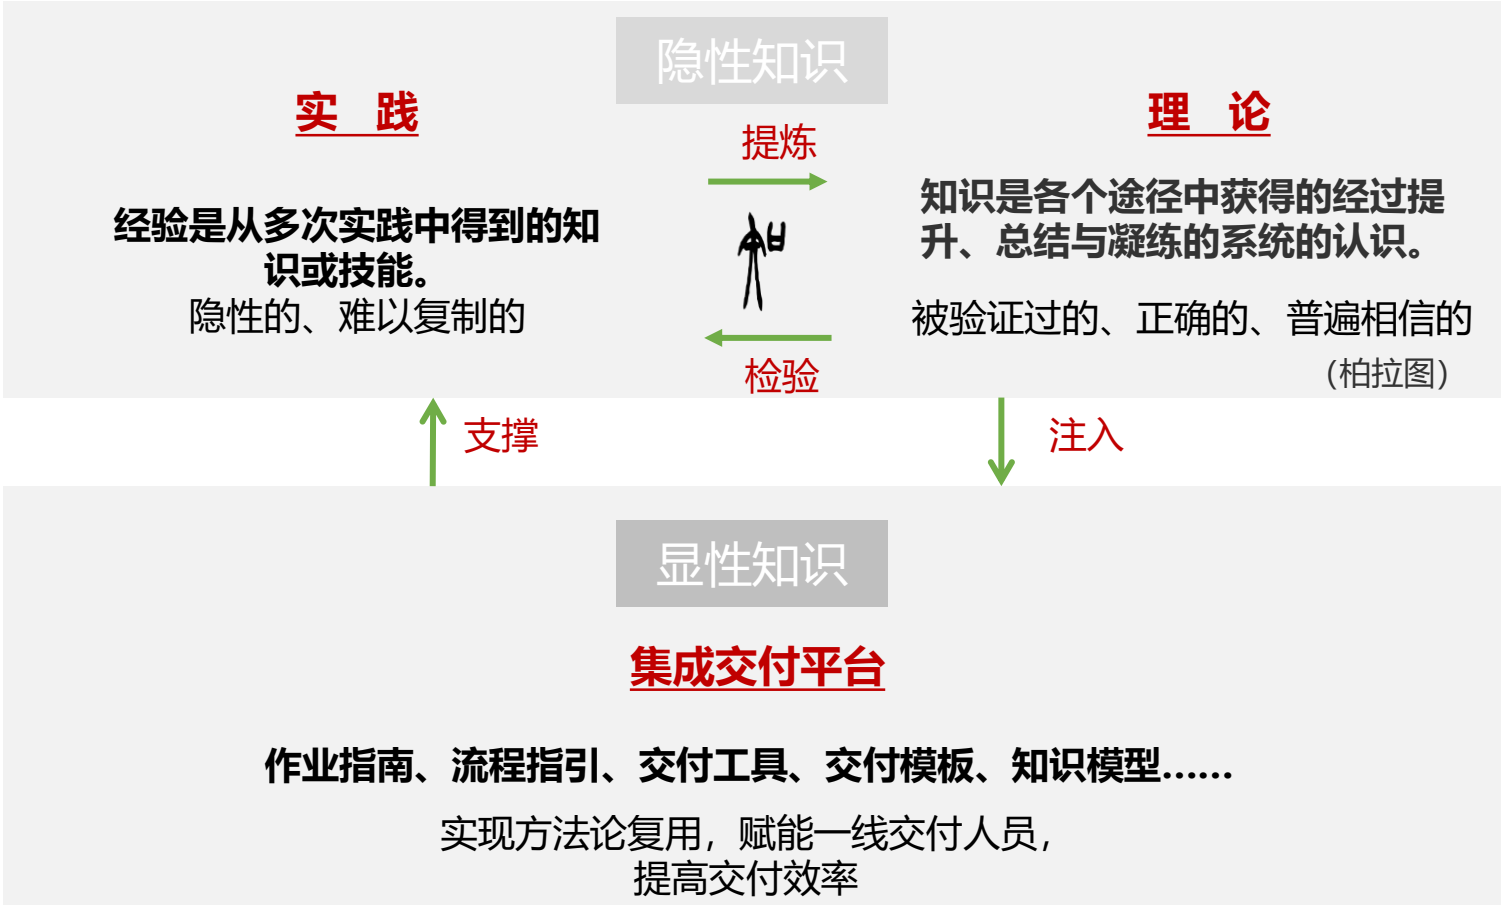 隐性知识
实 践
理 论
提炼
经验是从多次实践中得到的知
识或技能。
隐性的、难以复制的
知识是各个途径中获得的经过提
升、总结与凝练的系统的认识。
被验证过的、正确的、普遍相信的
(柏拉图)
检验
支撑
注入
显性知识
集成交付平台
作业指南、流程指引、交付工具、交付模板、知识模型……
实现方法论复用，赋能一线交付人员，
提高交付效率